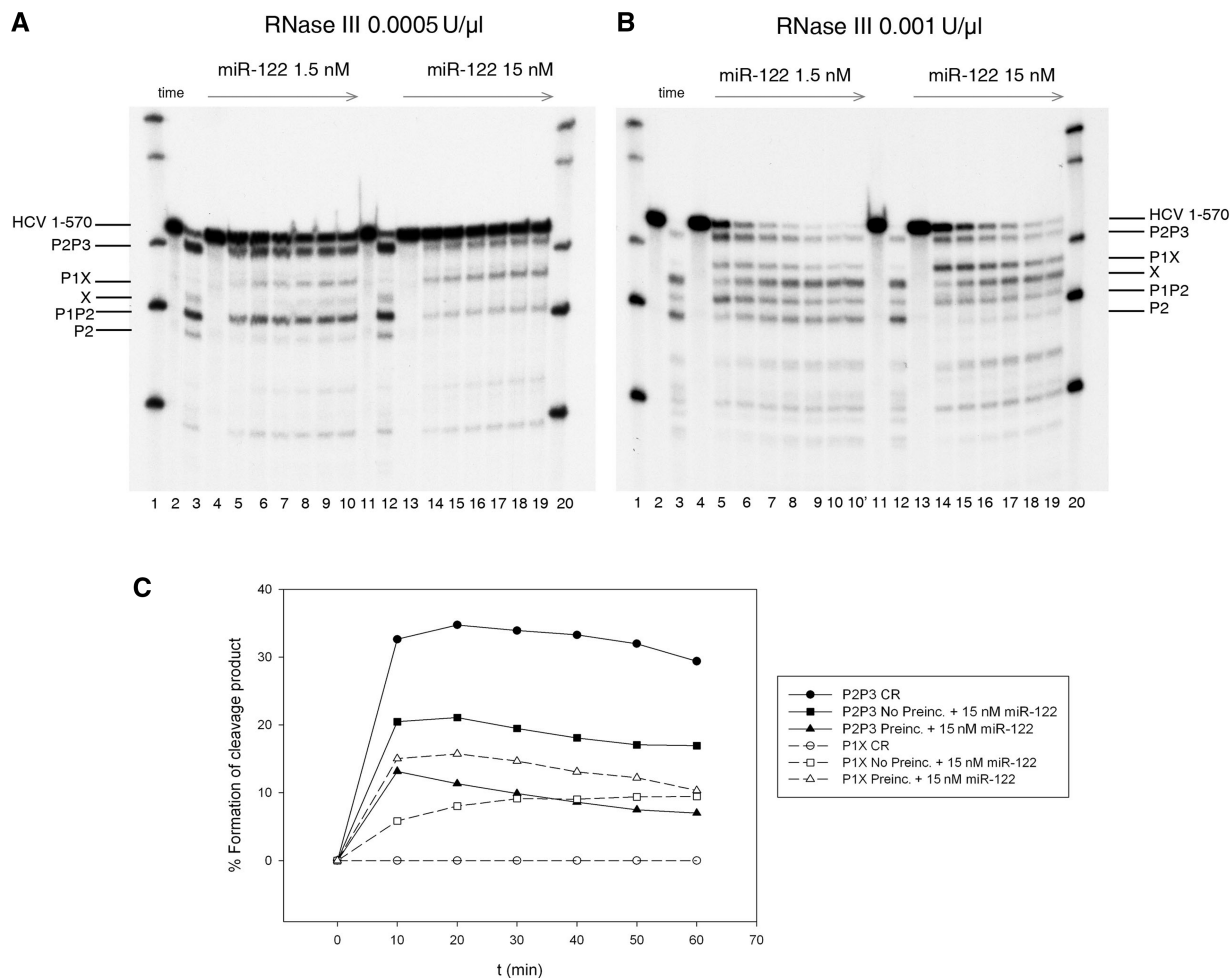 A
RNase III 0.0005 U/µl
miR-122 1.5 nM
miR-122 15 nM
time
HCV 1-570
P2P3
P1X
X
P1P2
P2
1 2 3 4 5 6 7 8 9 10 11 12 13 14 15 16 17 18 19 20
B
RNase III 0.001 U/µl
miR-122 1.5 nM
miR-122 15 nM
time
HCV 1-570
P2P3
P1X
X
P1P2
P2
1 2 3 4 5 6 7 8 9 10 10' 11 12 13 14 15 16 17 18 19 20
C
% Formation of cleavage product
40
30
20
10
0
0 10 20 30 40 50 60 70
t (min)
P2P3 CR
P2P3 No Preinc. + 15 nM miR-122
P2P3 Preinc. + 15 nM miR-122
P1X CR
P1X No Preinc. + 15 nM miR-122
P1X Preinc. + 15 nM miR-122